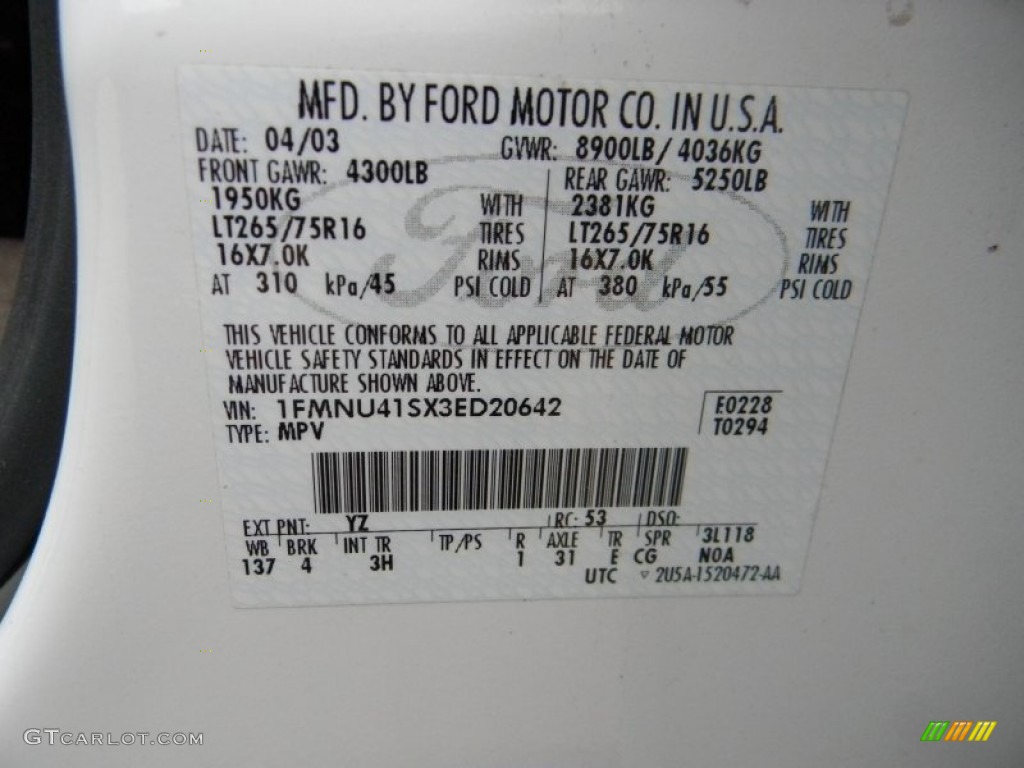 MFD. BY FORD MOTOR CO. IN U.S.A.
DATE: 04/03 GVWR: 8900LB/ 4036KG
FRONT GAWR: 4300LB REAR GAWR: 5250LB
1950KG WITH 2381KG WITH
LT265/75R16 TIRES LT265/75R16 TIRES
16X7.0K RIMS 16X7.0K RIMS
AT 310 kPa/45 PSI COLD AT 380 kPa/55 PSI COLD
Ford
THIS VEHICLE CONFORMS TO ALL APPLICABLE FEDERAL MOTOR
VEHICLE SAFETY STANDARDS IN EFFECT ON THE DATE OF
MANUFACTURE SHOWN ABOVE.
VIN: 1FMNU41SX3ED20642 F0228
TYPE: MPV T0294
EXT PNT: YZ RC: 53 DSO:
WB BRK INT TR TP/PS R AXLE TR SPR 3L118
137 4 3H 1 31 E CG N0A
UTC ▽ 2U5A-1520472-AA
GTCARLOT.COM